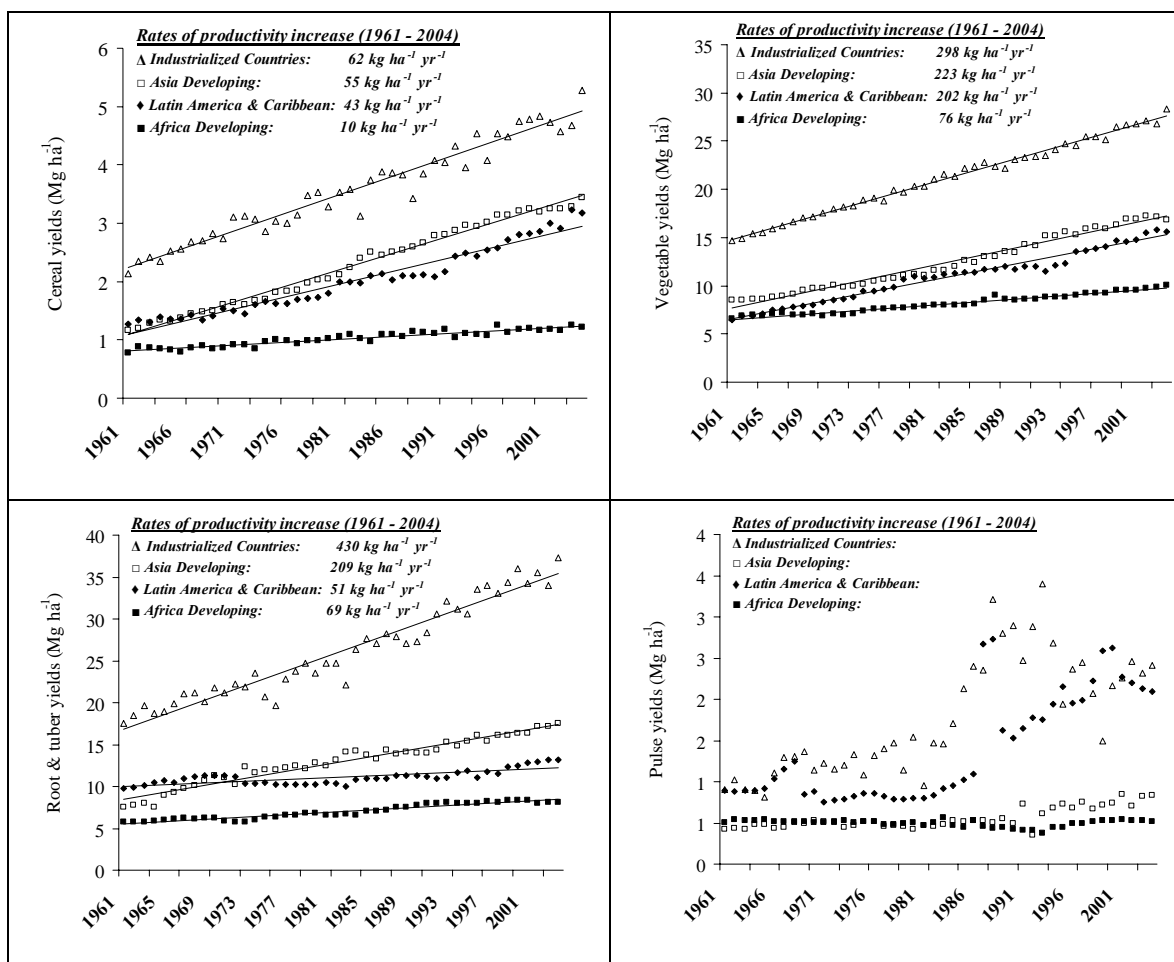 Rates of productivity increase (1961 - 2004)
△ Industrialized Countries: 62 kg ha⁻¹ yr⁻¹
□ Asia Developing: 55 kg ha⁻¹ yr⁻¹
◆ Latin America & Caribbean: 43 kg ha⁻¹ yr⁻¹
■ Africa Developing: 10 kg ha⁻¹ yr⁻¹
Cereal yields (Mg ha⁻¹)
6
5
4
3
2
1
0
1961 1966 1971 1976 1981 1986 1991 1996 2001
Rates of productivity increase (1961 - 2004)
△ Industrialized Countries: 298 kg ha⁻¹ yr⁻¹
□ Asia Developing: 223 kg ha⁻¹ yr⁻¹
◆ Latin America & Caribbean: 202 kg ha⁻¹ yr⁻¹
■ Africa Developing: 76 kg ha⁻¹ yr⁻¹
Vegetable yields (Mg ha⁻¹)
35
30
25
20
15
10
5
0
1961 1965 1969 1973 1977 1981 1985 1989 1993 1997 2001
Rates of productivity increase (1961 - 2004)
△ Industrialized Countries: 430 kg ha⁻¹ yr⁻¹
□ Asia Developing: 209 kg ha⁻¹ yr⁻¹
◆ Latin America & Caribbean: 51 kg ha⁻¹ yr⁻¹
■ Africa Developing: 69 kg ha⁻¹ yr⁻¹
Root & tuber yields (Mg ha⁻¹)
40
35
30
25
20
15
10
5
0
1961 1965 1969 1973 1977 1981 1985 1989 1993 1997 2001
Rates of productivity increase (1961 - 2004)
△ Industrialized Countries:
□ Asia Developing:
◆ Latin America & Caribbean:
■ Africa Developing:
Pulse yields (Mg ha⁻¹)
4
4
3
3
2
2
1
1
0
1961 1966 1971 1976 1981 1986 1991 1996 2001